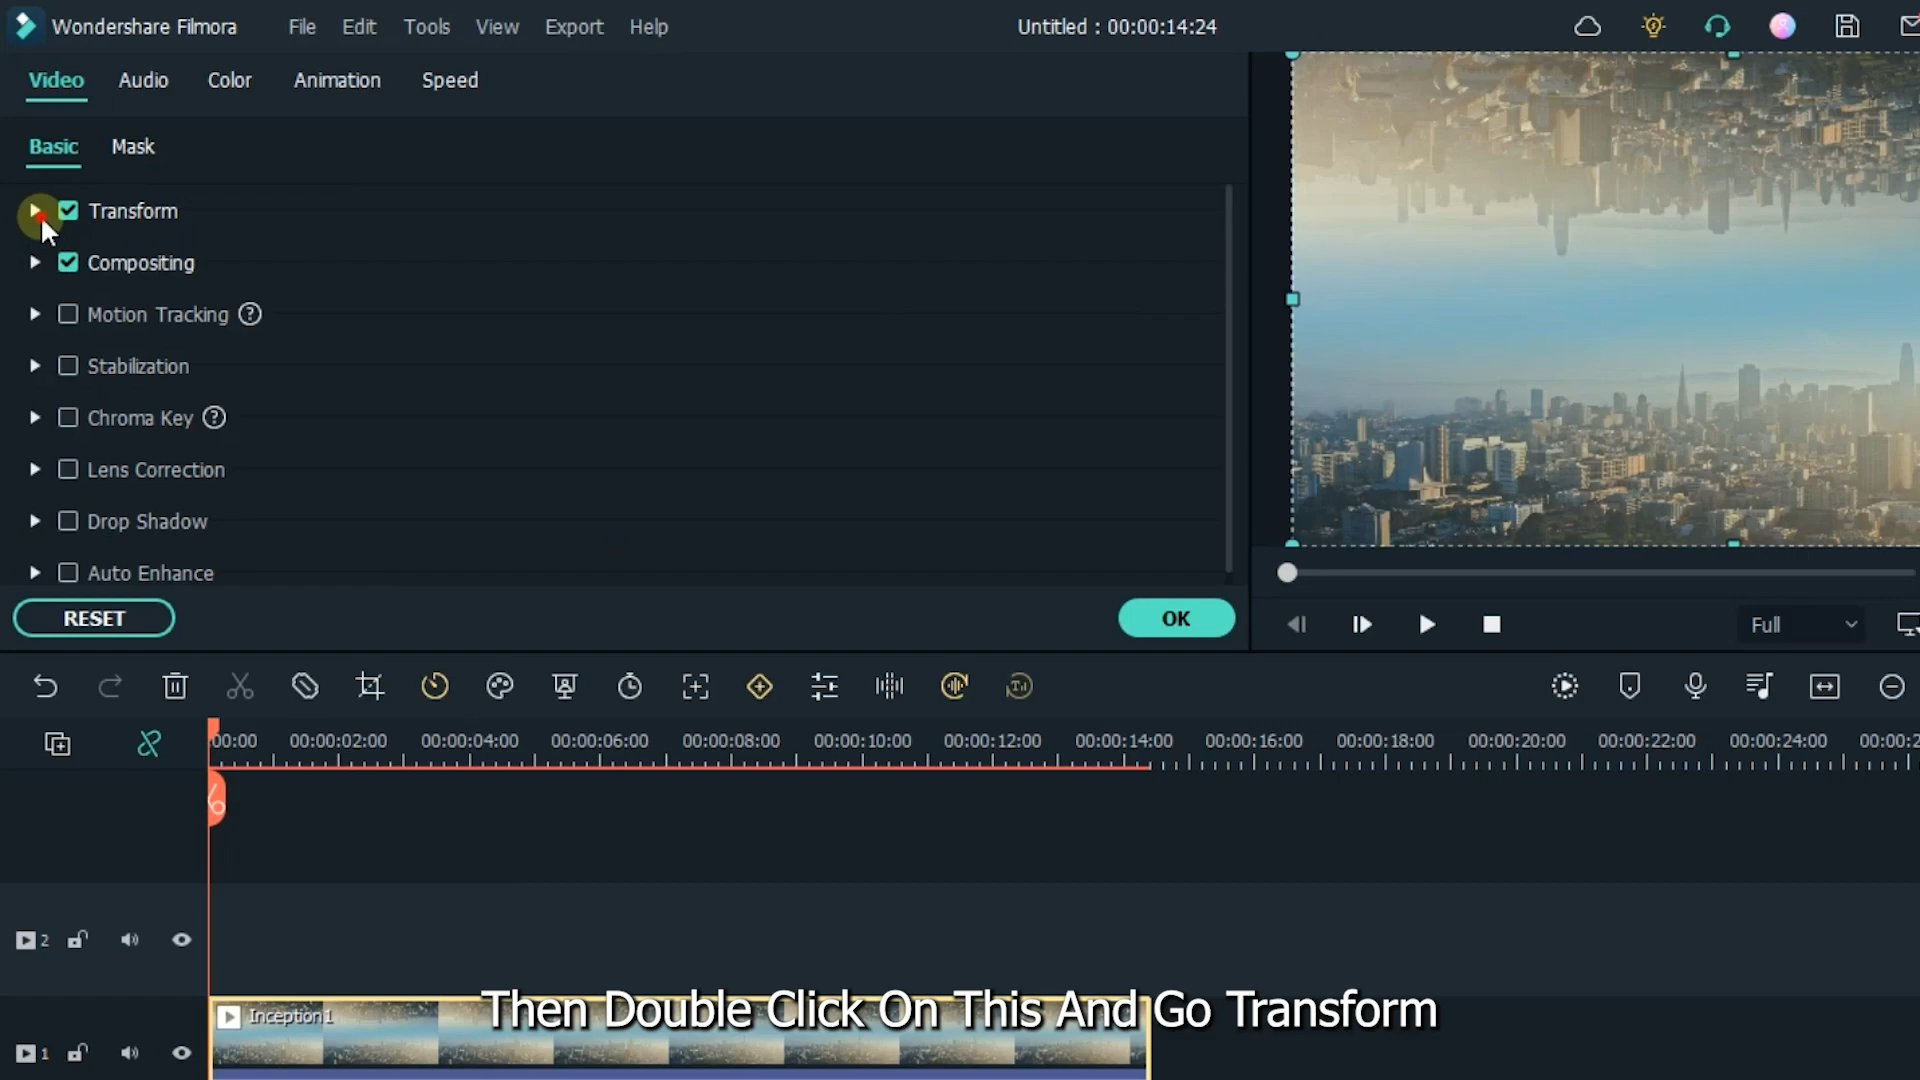 Wondershare Filmora File Edit Tools View Export Help Untitled : 00:00:14:24
Video Audio Color Animation Speed
Basic Mask
Transform
Compositing
Motion Tracking ?
Stabilization
Chroma Key ?
Lens Correction
Drop Shadow
Auto Enhance
RESET OK
Full
00:00 00:00:02:00 00:00:04:00 00:00:06:00 00:00:08:00 00:00:10:00 00:00:12:00 00:00:14:00 00:00:16:00 00:00:18:00 00:00:20:00 00:00:22:00 00:00:24:00 00:00:2
2
Then Double Click On This And Go Transform
Inception1
1